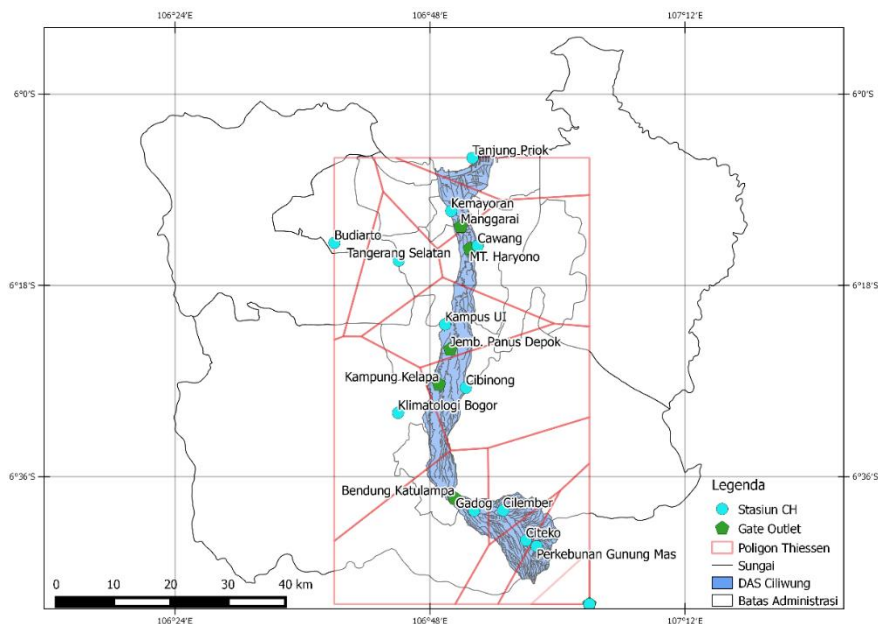 106°24'E
106°48'E
107°12'E
6°0'S
6°0'S
Tanjung Priok
Kemayoran
Manggarai
Budiarto
Cawang
Tangerang Selatan
MT. Haryono
6°18'S
6°18'S
Kampus UI
Jemb. Panus Depok
Kampung Kelapa
Cibinong
Klimatologi Bogor
6°36'S
6°36'S
Bendung Katulampa
Gadog
Cilember
Citeko
Perkebunan Gunung Mas
Legenda
Stasiun CH
Gate Outlet
Poligon Thiessen
Sungai
DAS Ciliwung
Batas Administrasi
0 10 20 30 40 km
106°24'E
106°48'E
107°12'E